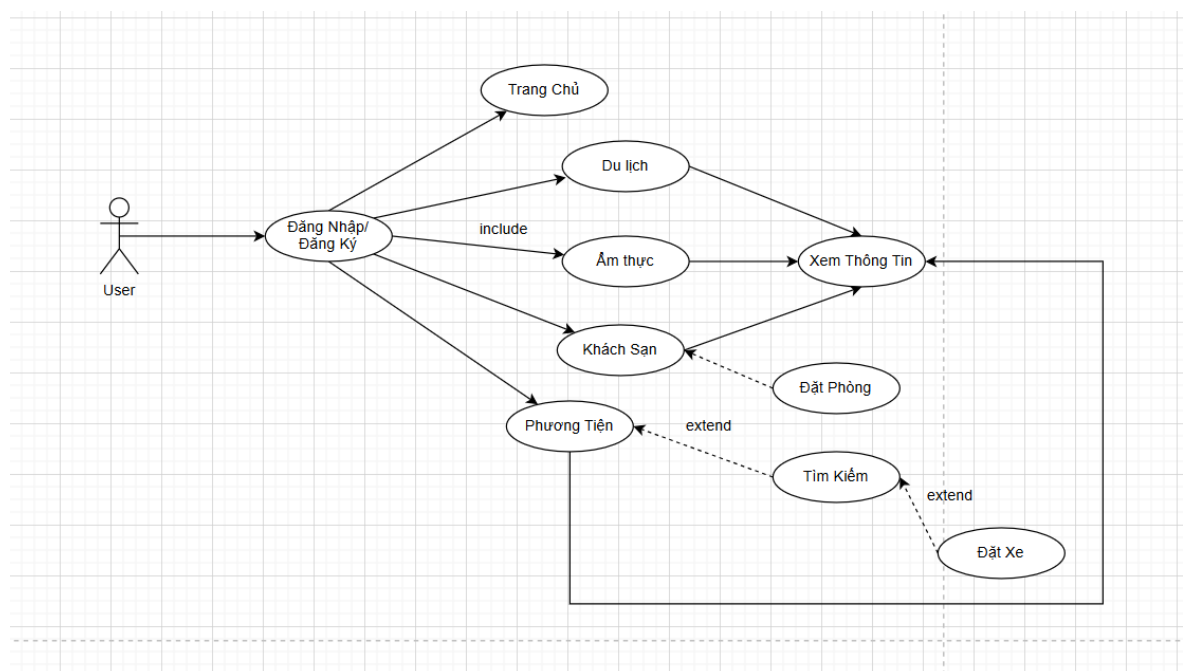 Trang Chủ
Du lịch
Đăng Nhập/
Đăng Ký
include
Ẩm thực
Xem Thông Tin
User
Khách Sạn
Đặt Phòng
Phương Tiện
extend
Tìm Kiếm
extend
Đặt Xe